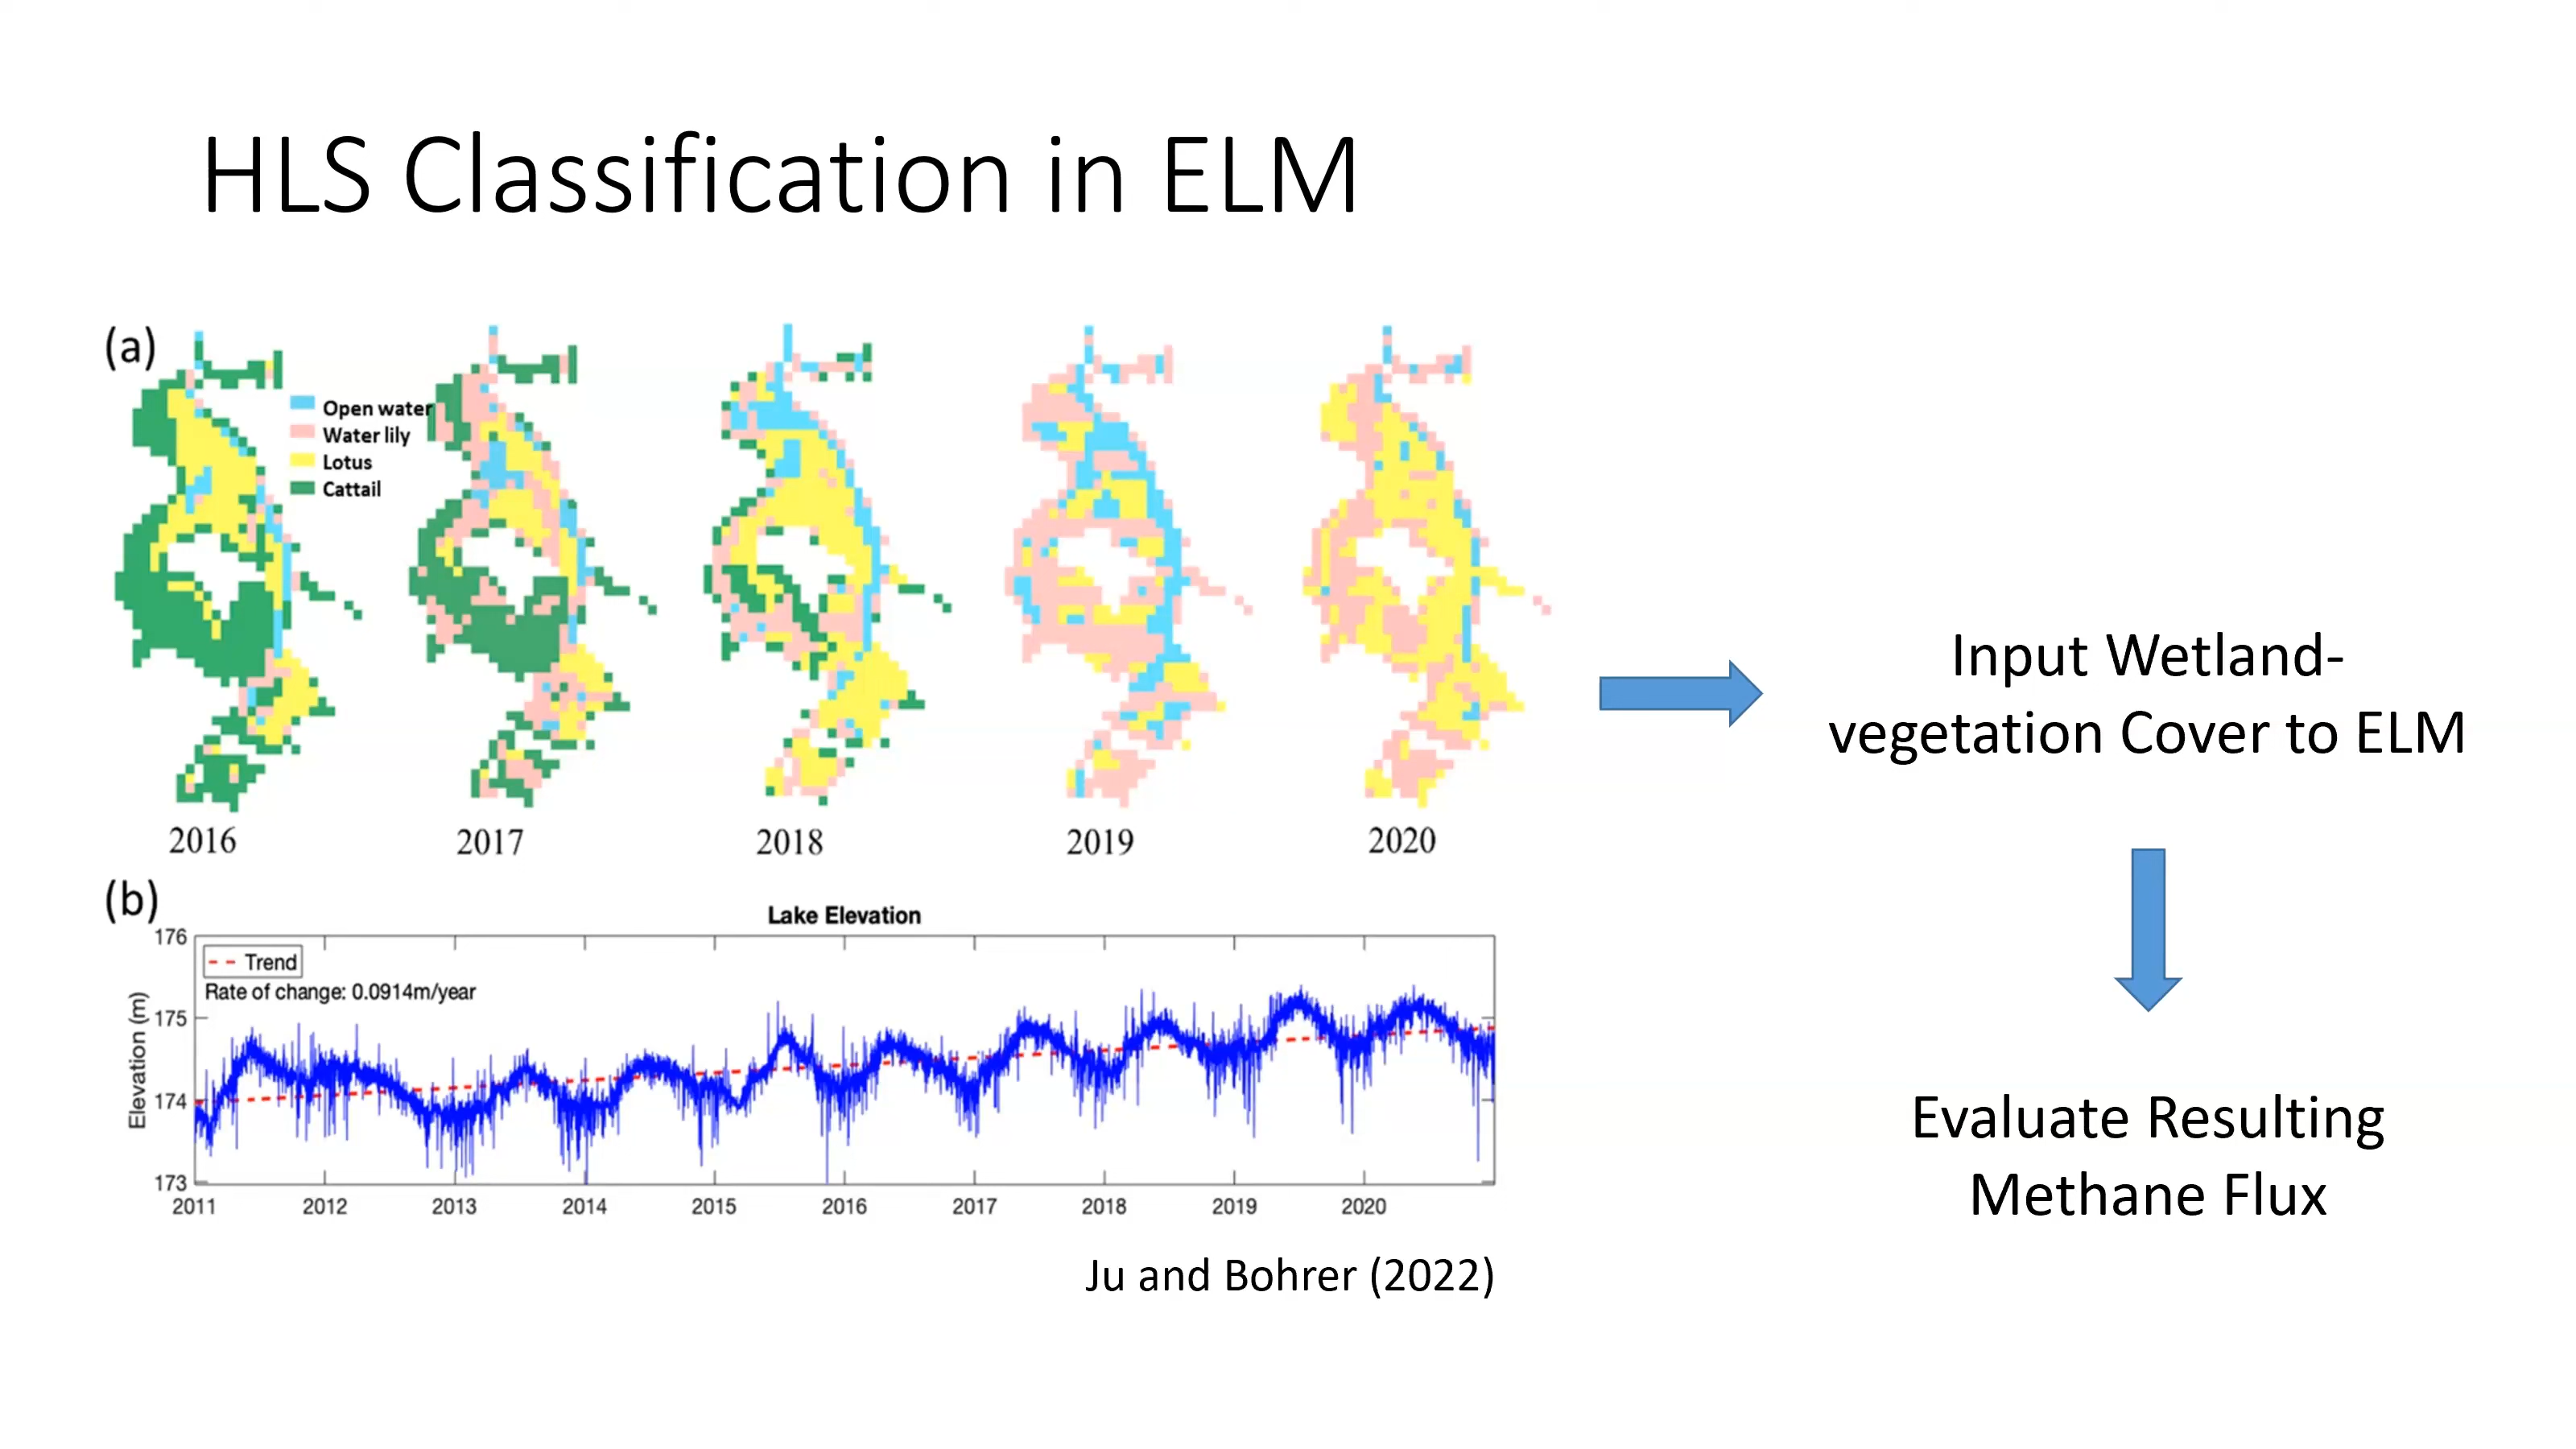 HLS Classification in ELM
(a)
Open water
Water lily
Lotus
Cattail
2016 2017 2018 2019 2020
Input Wetland-
vegetation Cover to ELM
Evaluate Resulting
Methane Flux
(b)
Lake Elevation
Trend
Rate of change: 0.0914m/year
Elevation (m)
176
175
174
173
2011 2012 2013 2014 2015 2016 2017 2018 2019 2020
Ju and Bohrer (2022)